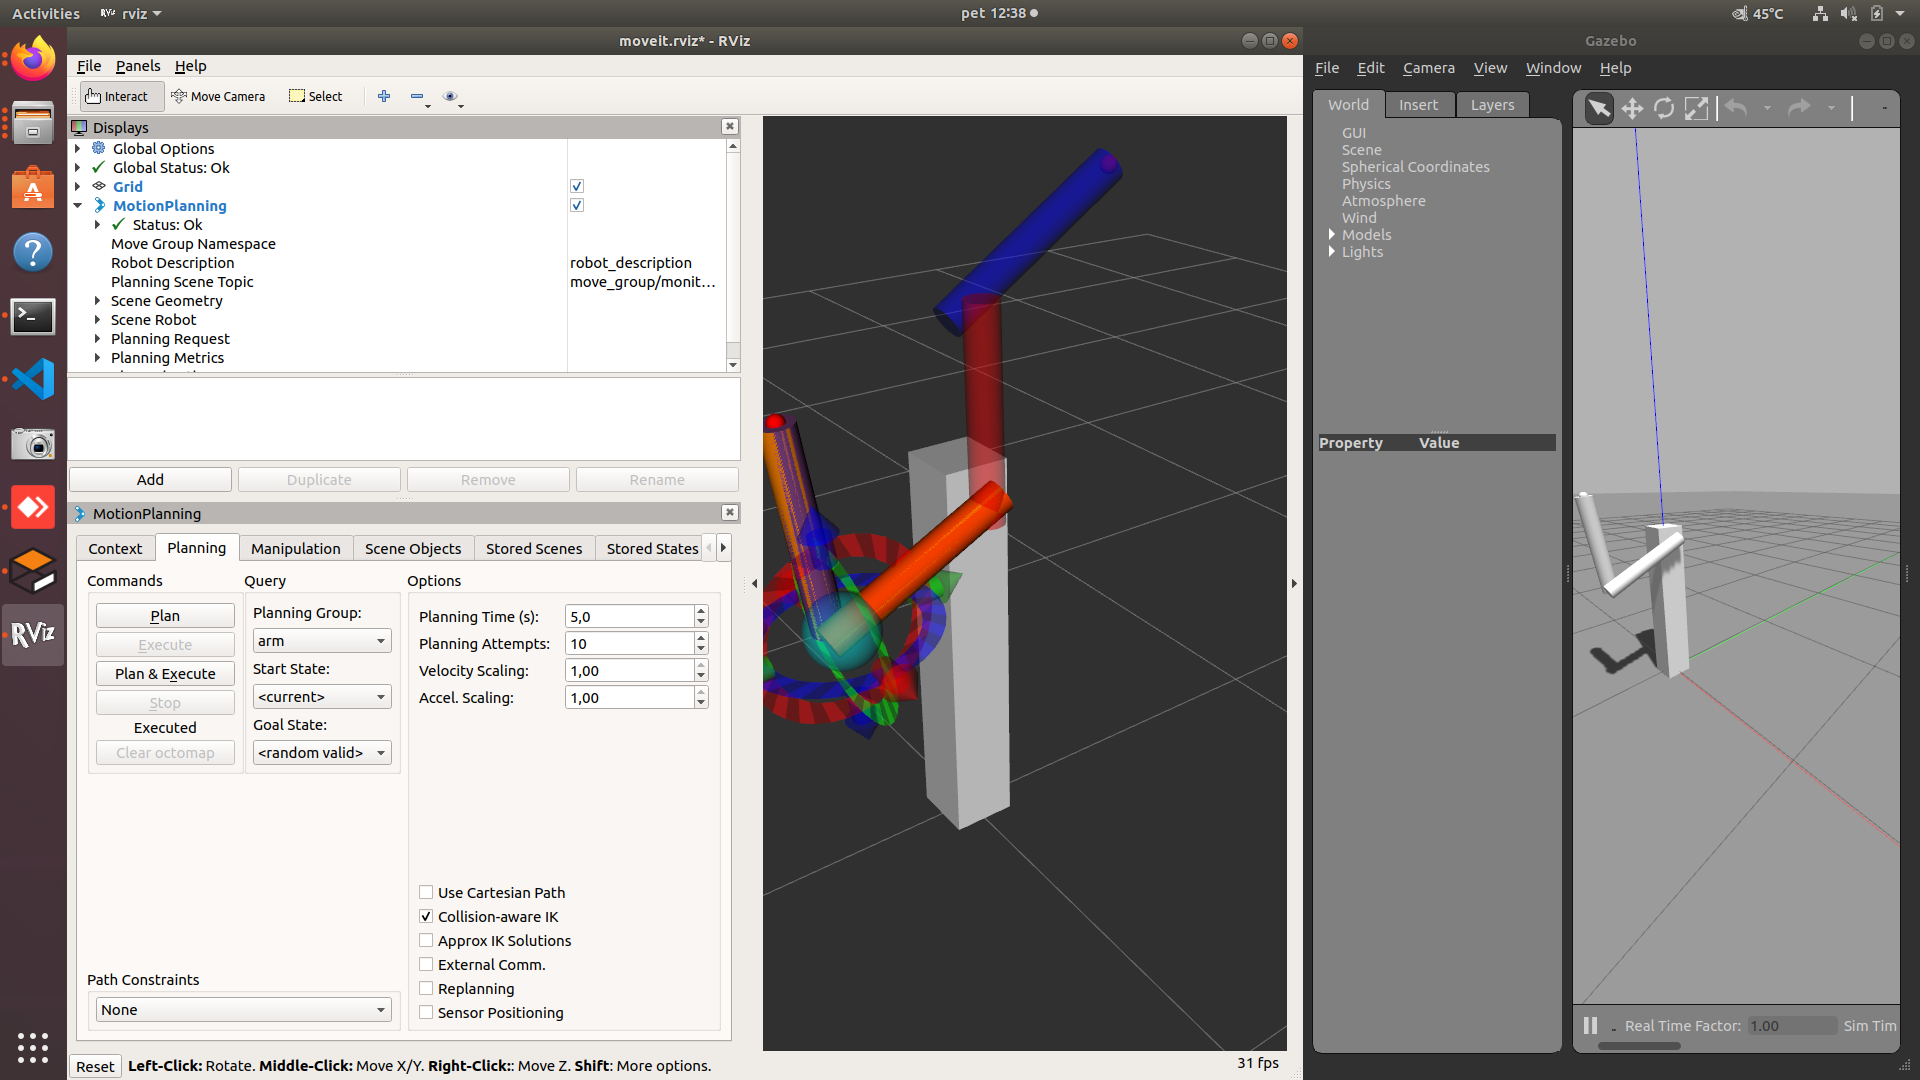 Activities
rviz
pet 12:38
45°C
moveit.rviz* - RViz
File Panels Help
Interact
Move Camera
Select
Displays
Global Options
Global Status: Ok
Grid
MotionPlanning
Status: Ok
Move Group Namespace
Robot Description robot_description
Planning Scene Topic move_group/monit...
Scene Geometry
Scene Robot
Planning Request
Planning Metrics
Add
Duplicate
Remove
Rename
MotionPlanning
Context
Planning
Manipulation
Scene Objects
Stored Scenes
Stored States
Commands
Plan
Execute
Plan & Execute
Stop
Executed
Clear octomap
Query
Planning Group:
arm
Start State:
<current>
Goal State:
<random valid>
Options
Planning Time (s): 5,0
Planning Attempts: 10
Velocity Scaling: 1,00
Accel. Scaling: 1,00
Use Cartesian Path
Collision-aware IK
Approx IK Solutions
External Comm.
Replanning
Sensor Positioning
Path Constraints
None
Reset
Left-Click: Rotate. Middle-Click: Move X/Y. Right-Click:: Move Z. Shift: More options.
31 fps
RViz
Gazebo
File Edit Camera View Window Help
World Insert Layers
GUI
Scene
Spherical Coordinates
Physics
Atmosphere
Wind
Models
Lights
Property Value
Real Time Factor: 1.00 Sim Tim